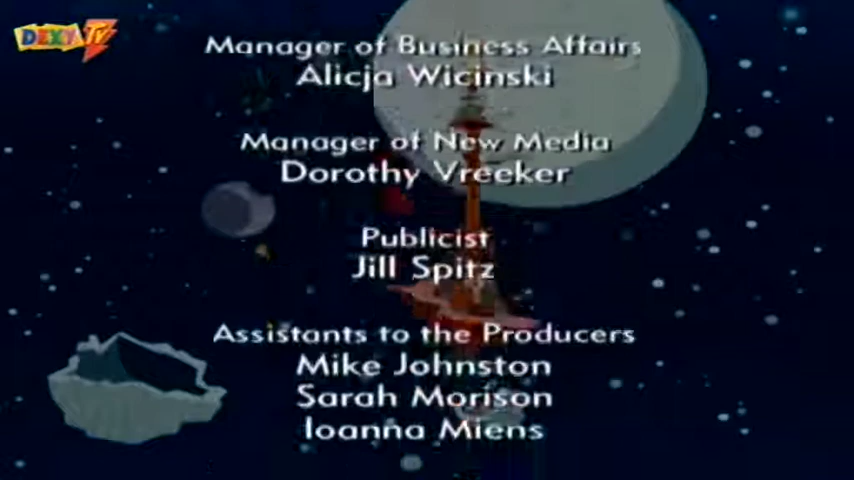 DEXY TV
Manager of Business Affairs
Alicja Wicinski
Manager of New Media
Dorothy Vreeker
Publicist
Jill Spitz
Assistants to the Producers
Mike Johnston
Sarah Morison
Ioanna Miens